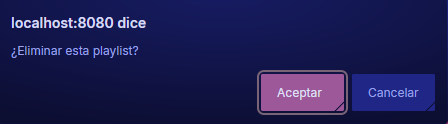 localhost:8080 dice
¿Eliminar esta playlist?
Aceptar
Cancelar